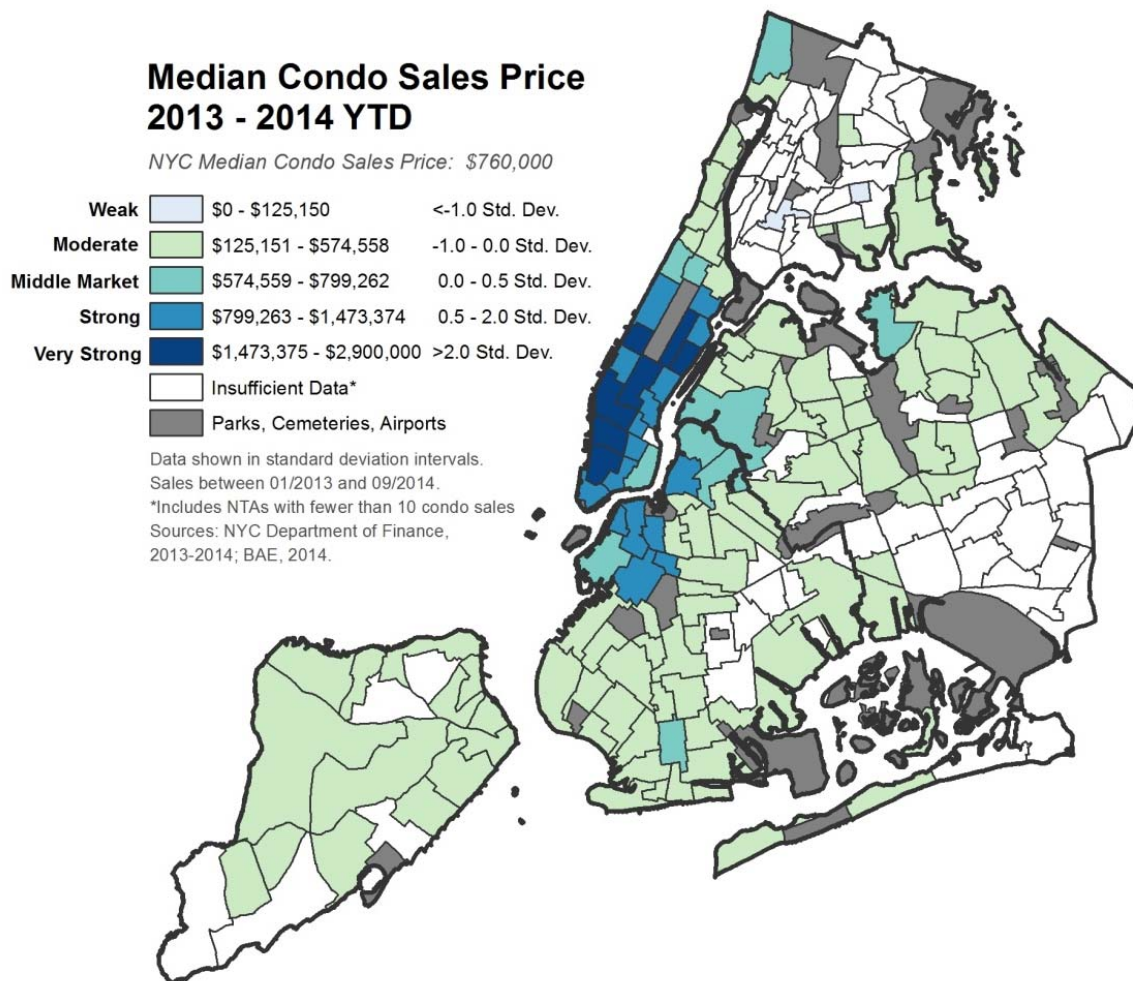 Median Condo Sales Price
2013 - 2014 YTD
NYC Median Condo Sales Price: $760,000
Weak $0 - $125,150 <-1.0 Std. Dev.
Moderate $125,151 - $574,558 -1.0 - 0.0 Std. Dev.
Middle Market $574,559 - $799,262 0.0 - 0.5 Std. Dev.
Strong $799,263 - $1,473,374 0.5 - 2.0 Std. Dev.
Very Strong $1,473,375 - $2,900,000 >2.0 Std. Dev.
Insufficient Data*
Parks, Cemeteries, Airports
Data shown in standard deviation intervals.
Sales between 01/2013 and 09/2014.
*Includes NTAs with fewer than 10 condo sales
Sources: NYC Department of Finance,
2013-2014; BAE, 2014.